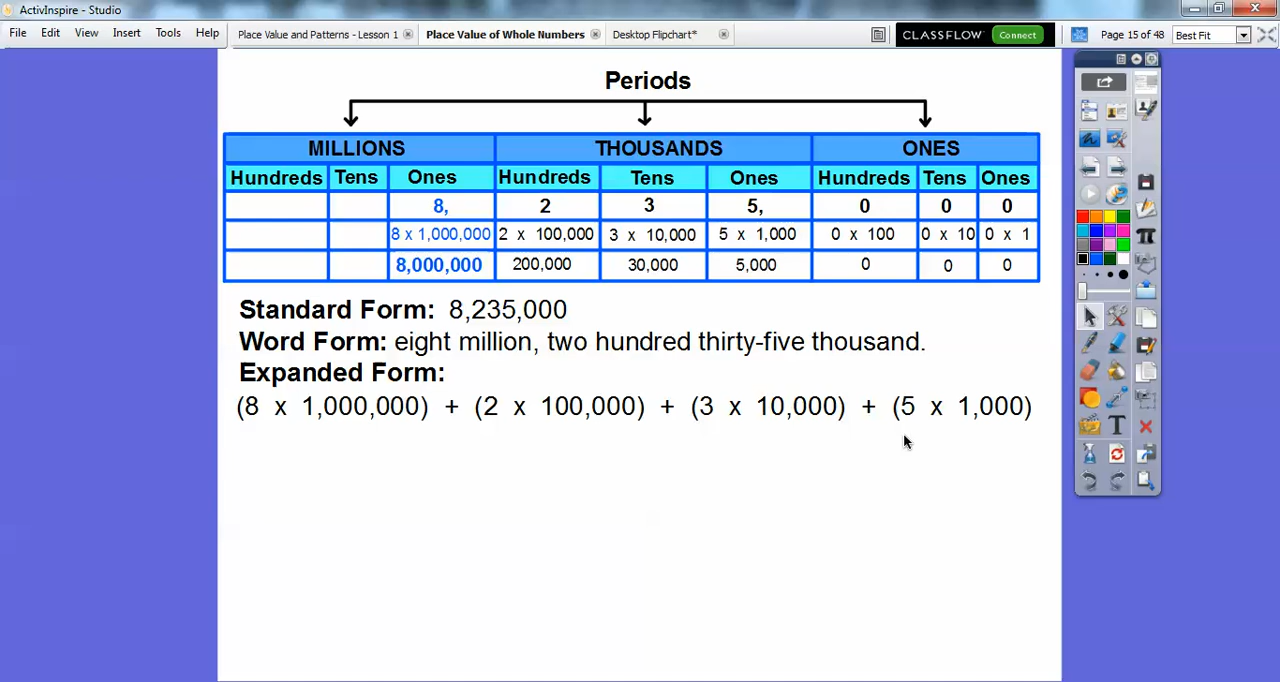 ActivInspire - Studio
File Edit View Insert Tools Help
Place Value and Patterns - Lesson 1 Place Value of Whole Numbers Desktop Flipchart*
CLASSFLOW Connect
Page 15 of 48 Best Fit
Periods
MILLIONS THOUSANDS ONES
Hundreds Tens Ones Hundreds Tens Ones Hundreds Tens Ones
8, 2 3 5, 0 0 0
8 x 1,000,000 2 x 100,000 3 x 10,000 5 x 1,000 0 x 100 0 x 10 0 x 1
8,000,000 200,000 30,000 5,000 0 0 0
Standard Form: 8,235,000
Word Form: eight million, two hundred thirty-five thousand.
Expanded Form:
(8 x 1,000,000) + (2 x 100,000) + (3 x 10,000) + (5 x 1,000)